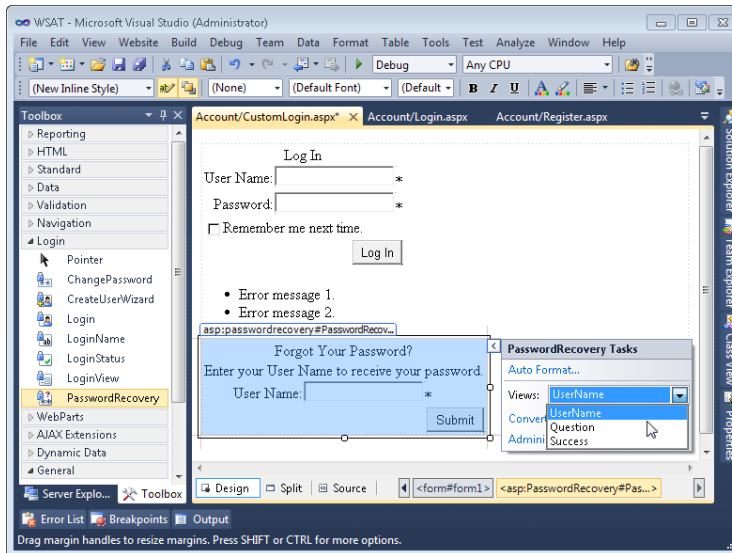 WSAT - Microsoft Visual Studio (Administrator)
File Edit View Website Build Debug Team Data Format Table Tools Test Analyze Window Help
Debug Any CPU
(New Inline Style) (None) (Default Font) (Default B I U A
Toolbox
Account/CustomLogin.aspx* Account/Login.aspx Account/Register.aspx
Reporting
HTML
Standard
Data
Validation
Navigation
Login
Pointer
ChangePassword
CreateUserWizard
Login
LoginName
LoginStatus
LoginView
PasswordRecovery
WebParts
AJAX Extensions
Dynamic Data
General
Log In
User Name: *
Password: *
Remember me next time.
Log In
• Error message 1.
• Error message 2.
asp:passwordrecovery#PasswordRecov...
Forgot Your Password?
Enter your User Name to receive your password.
User Name: *
Submit
PasswordRecovery Tasks
Auto Format...
Views: UserName
UserName
Question
Success
Conver
Admini
Solution Explorer
Team Explorer
Class View
Properties
Server Explo... Toolbox
Design Split Source <form#form1> <asp:PasswordRecovery#Pas...>
Error List Breakpoints Output
Drag margin handles to resize margins. Press SHIFT or CTRL for more options.